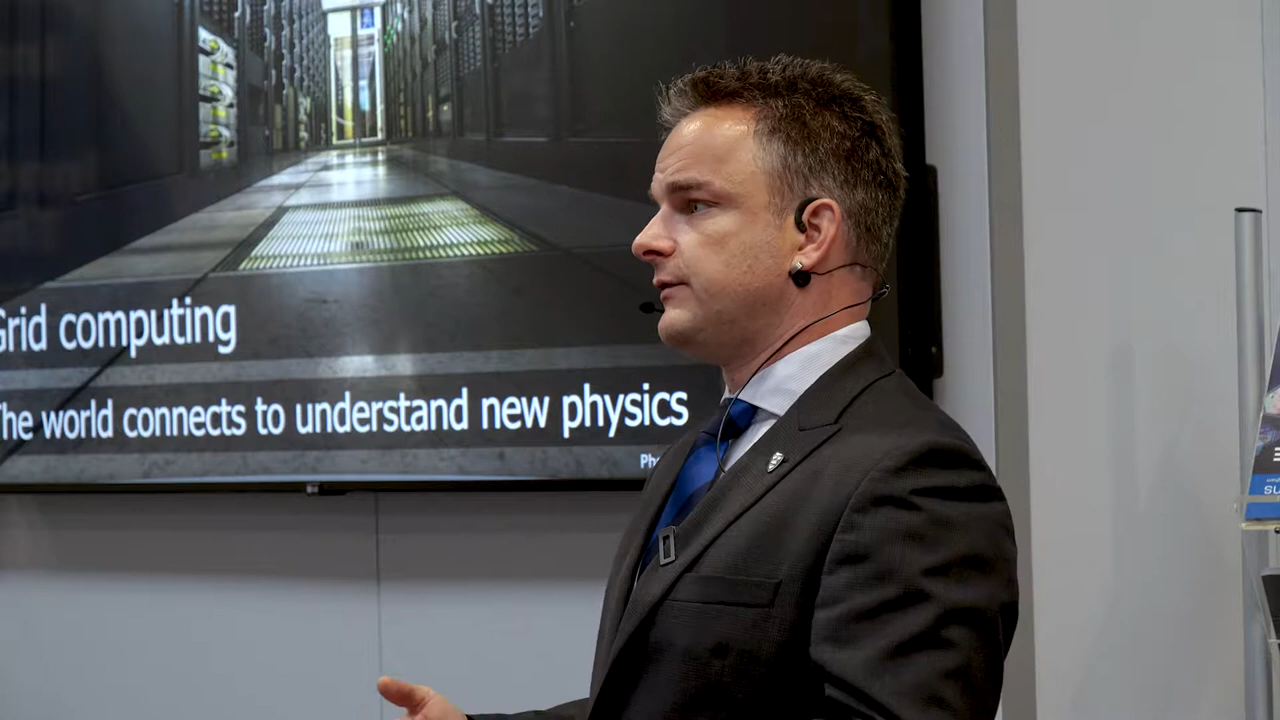 Grid computing
The world connects to understand new physics